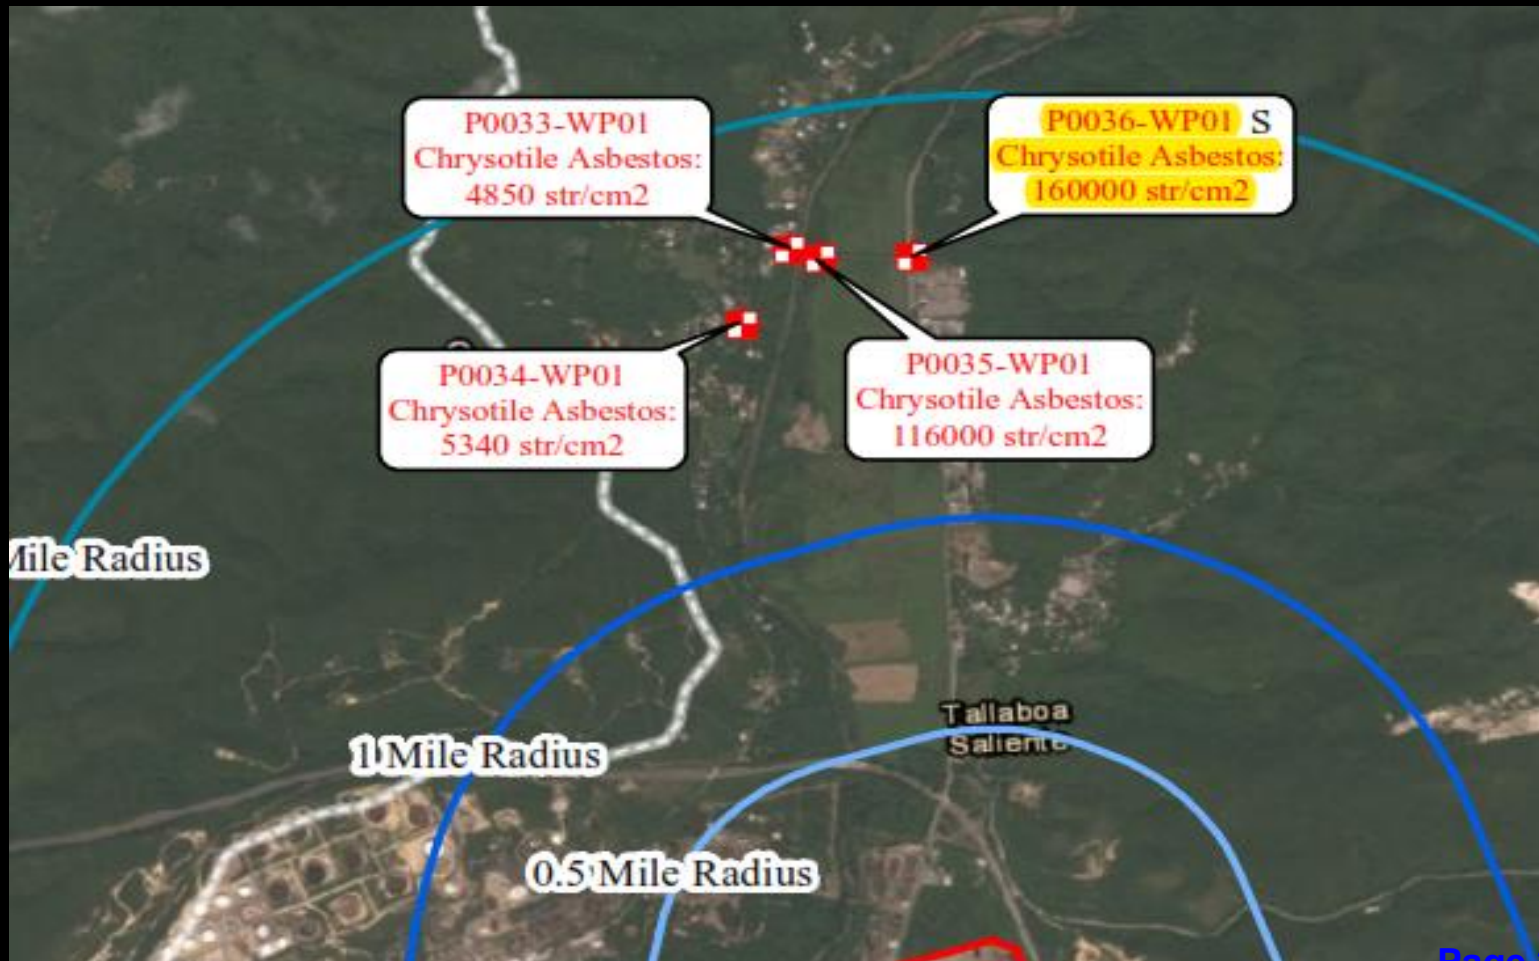 P0033-WP01
Chrysotile Asbestos:
4850 str/cm2
P0036-WP01 S
Chrysotile Asbestos:
160000 str/cm2
P0034-WP01
Chrysotile Asbestos:
5340 str/cm2
P0035-WP01
Chrysotile Asbestos:
116000 str/cm2
Mile Radius
Tallaboa
Saliente
1 Mile Radius
0.5 Mile Radius
Page